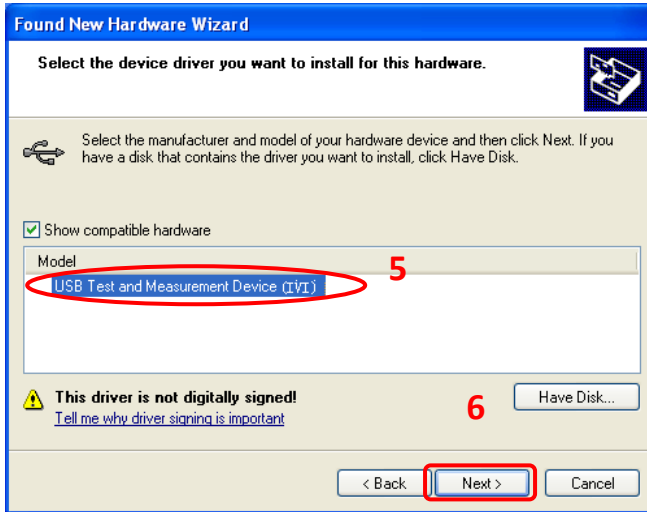 Found New Hardware Wizard
Select the device driver you want to install for this hardware.
Select the manufacturer and model of your hardware device and then click Next. If you
have a disk that contains the driver you want to install, click Have Disk.
Show compatible hardware
Model
5
USB Test and Measurement Device (IVI)
This driver is not digitally signed!
Tell me why driver signing is important
6
Have Disk...
< Back
Next >
Cancel